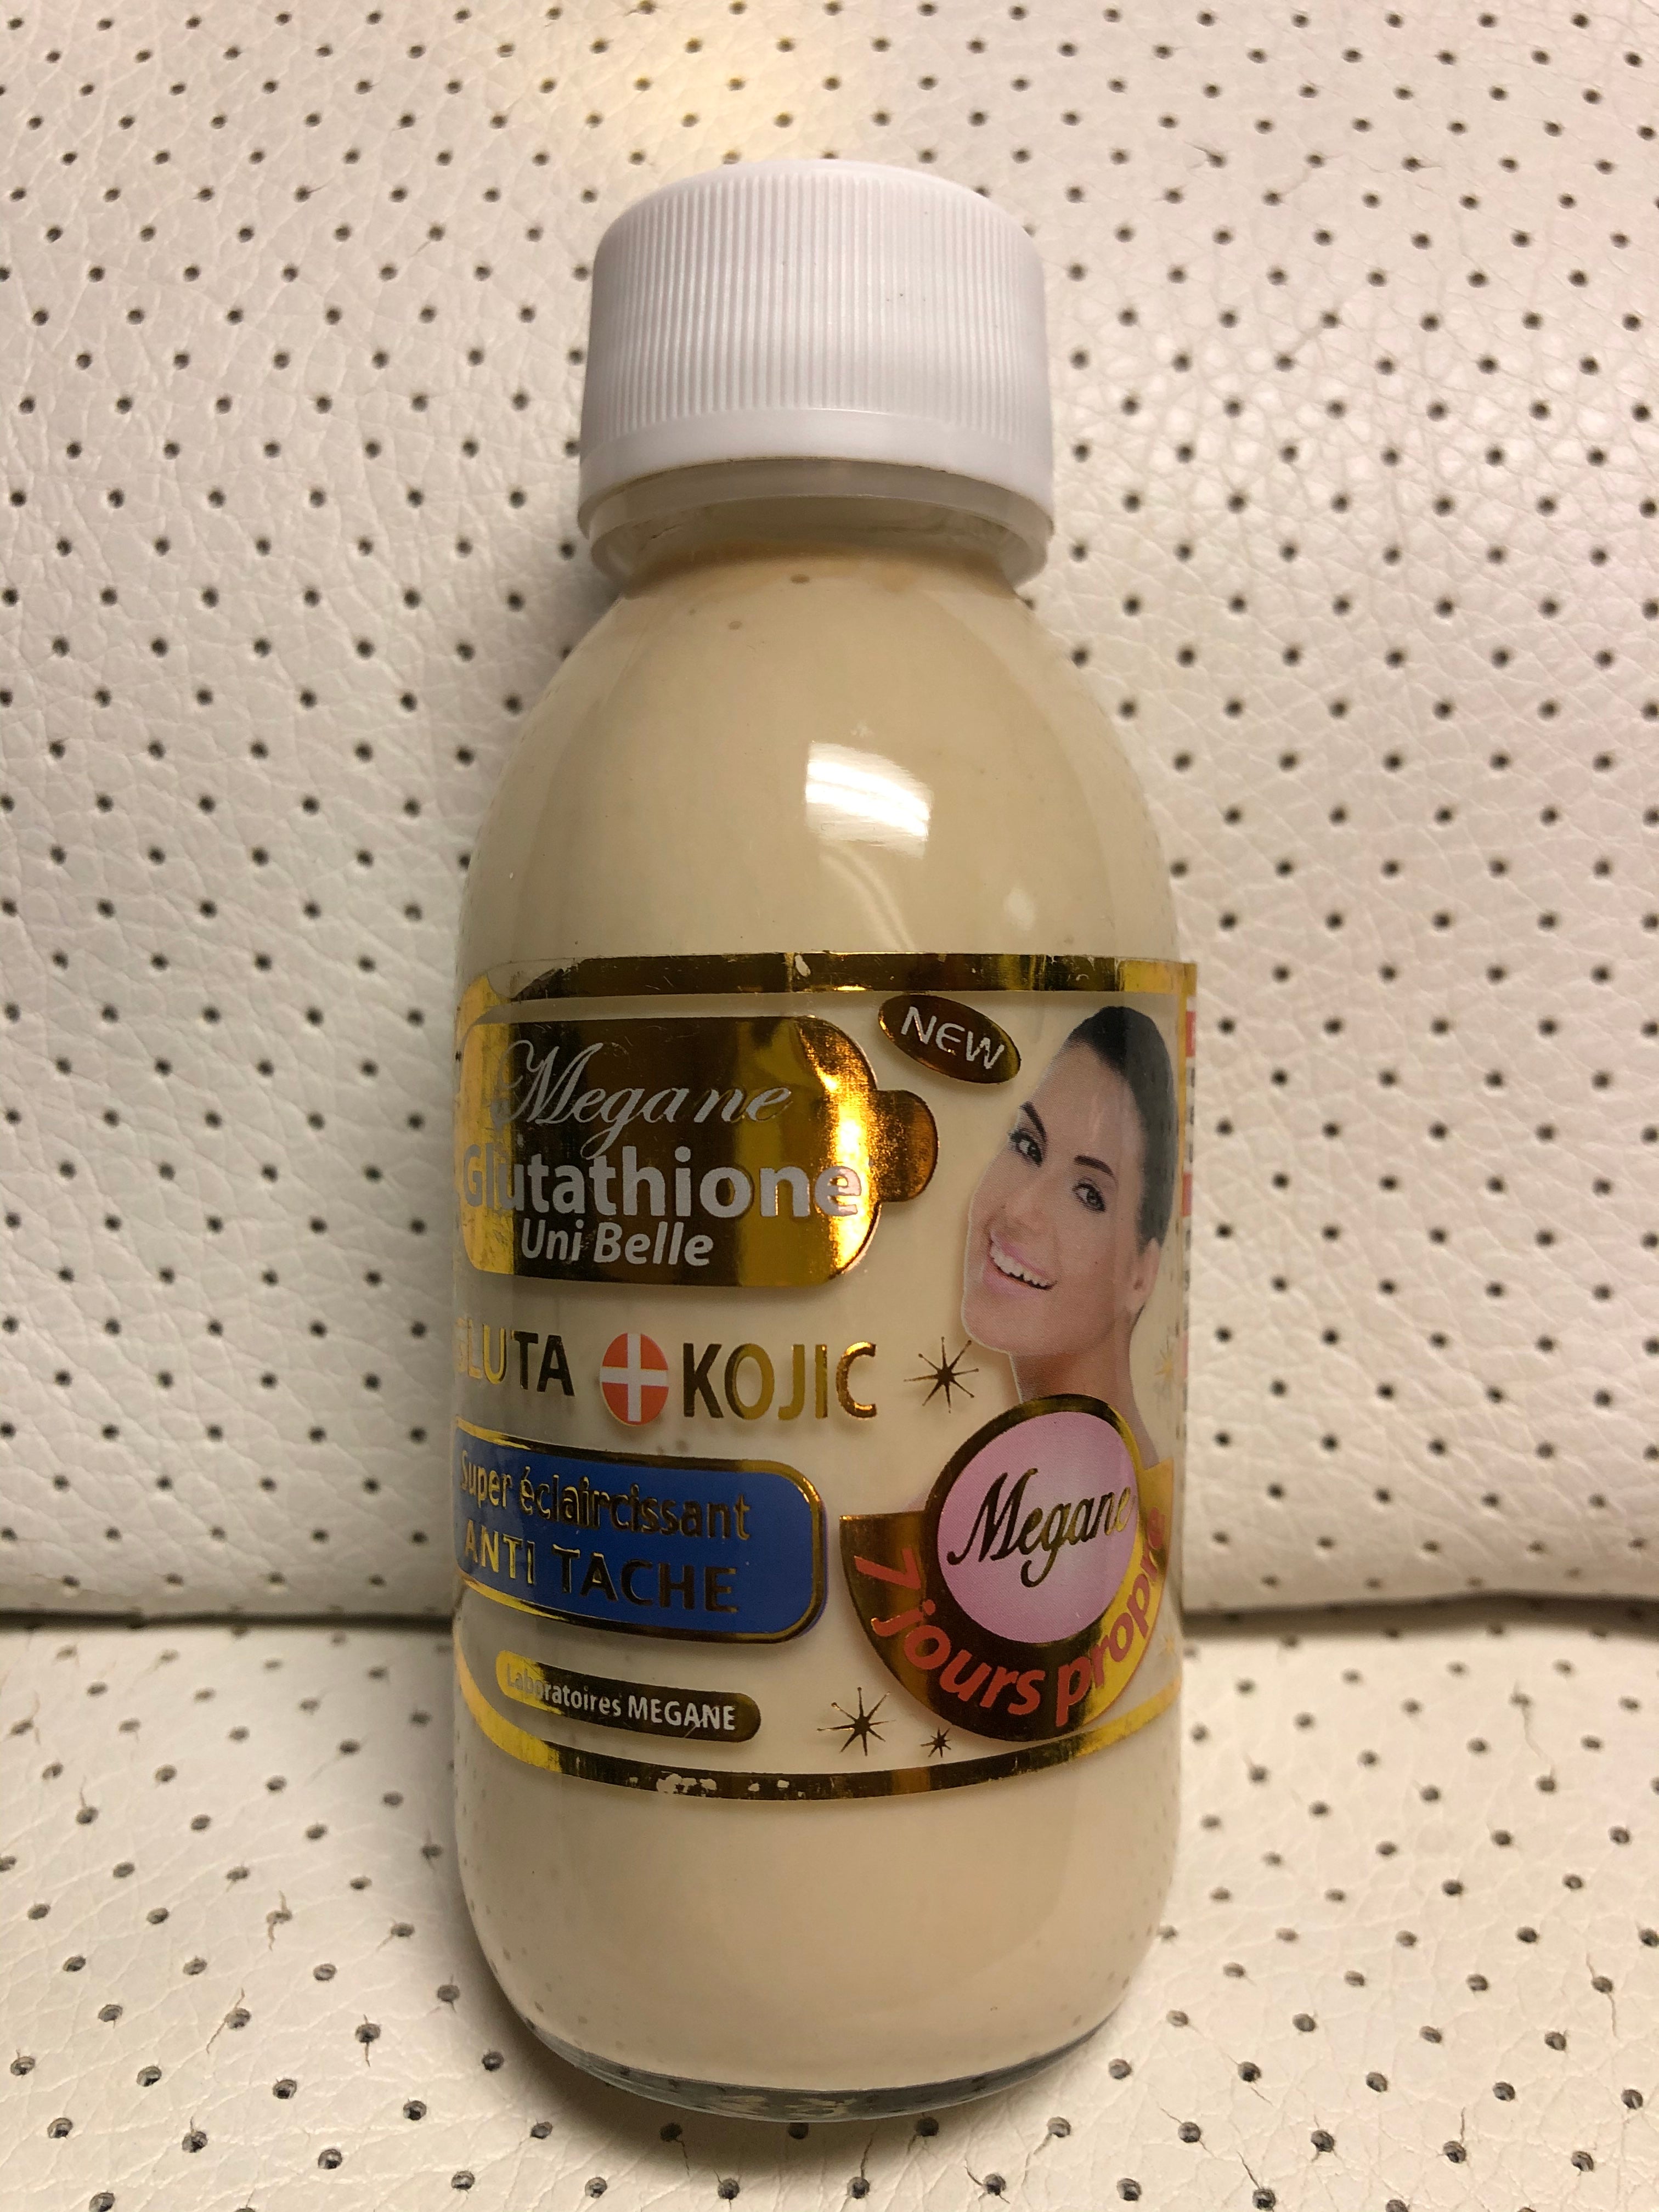 NEW
Megane
Glutathione
Uni Belle
GLUTA + KOJIC
Super éclaircissant
ANTI TACHE
Megane
7 jours propre
Laboratoires MEGANE